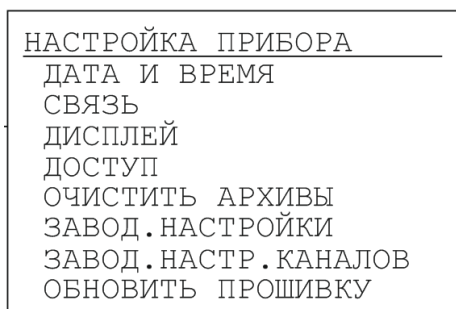 НАСТРОЙКА ПРИБОРА
ДАТА И ВРЕМЯ
СВЯЗЬ
ДИСПЛЕЙ
ДОСТУП
ОЧИСТИТЬ АРХИВЫ
ЗАВОД.НАСТРОЙКИ
ЗАВОД.НАСТР.КАНАЛОВ
ОБНОВИТЬ ПРОШИВКУ